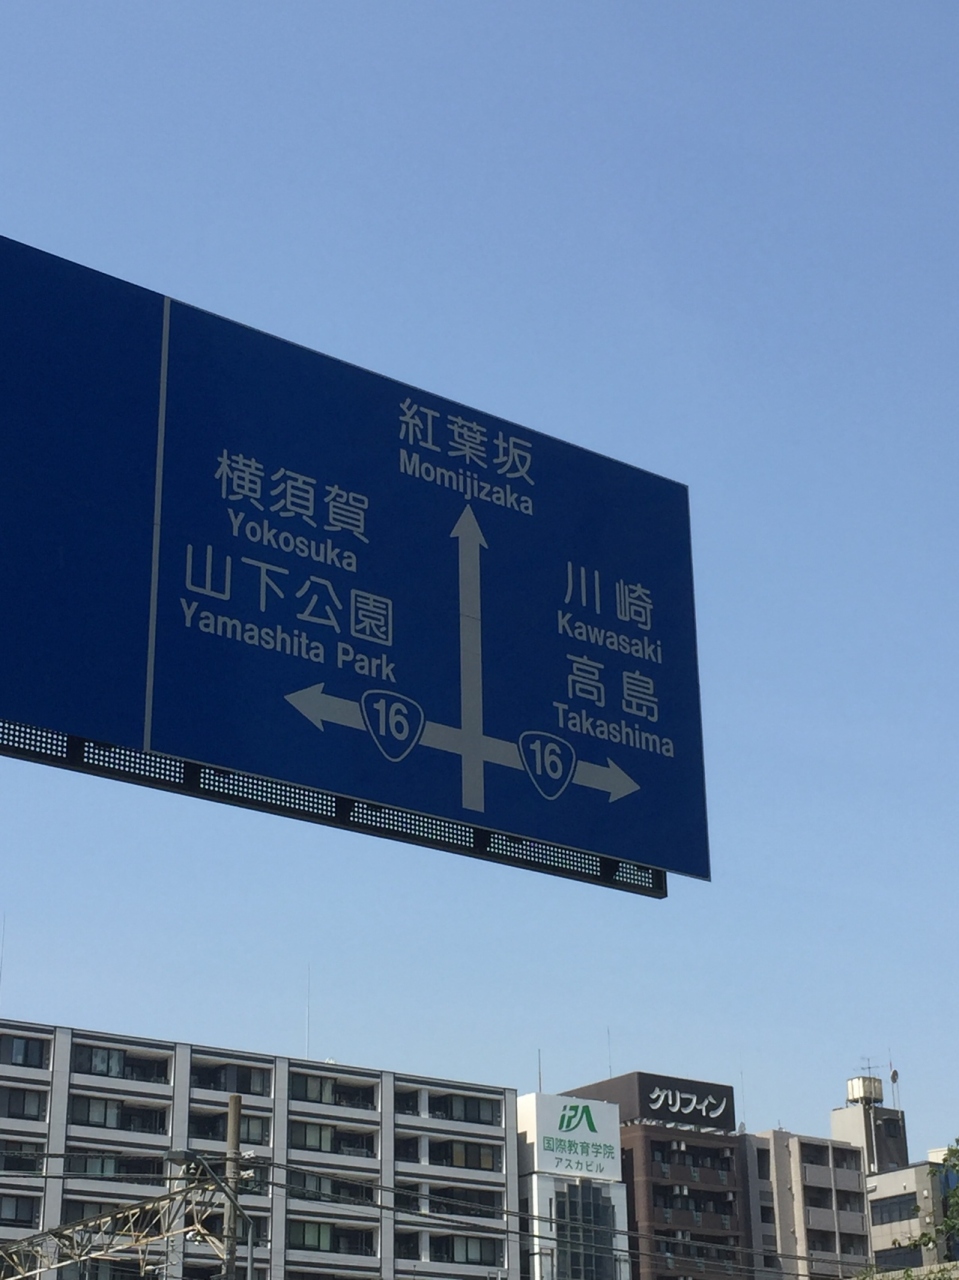 紅葉坂
Momijizaka
横須賀
Yokosuka
山下公園
Yamashita Park
16
川崎
Kawasaki
高島
Takashima
16
iPA
国際教育学院
アスカビル
グリフィン